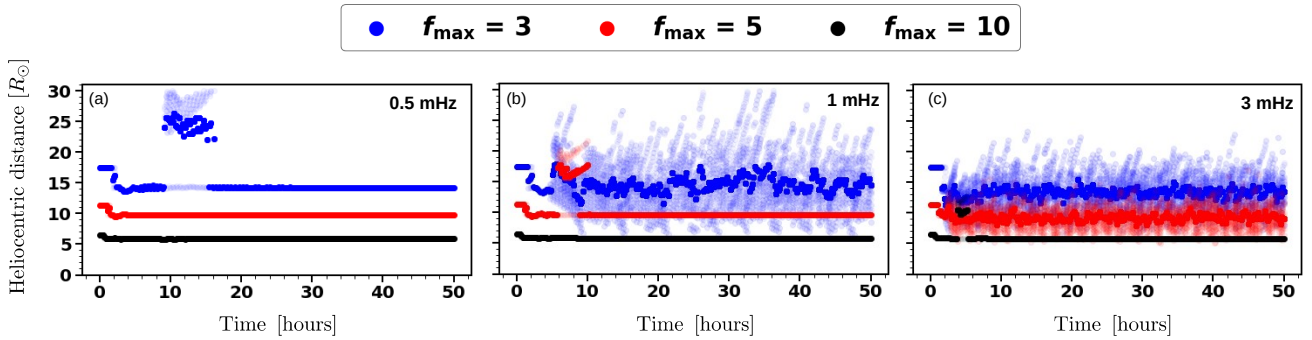 f_max = 3 f_max = 5 f_max = 10
Heliocentric distance [R_☉]
(a) 0.5 mHz
(b) 1 mHz
(c) 3 mHz
30
25
20
15
10
5
0
0 10 20 30 40 50
0 10 20 30 40 50
0 10 20 30 40 50
Time [hours]
Time [hours]
Time [hours]